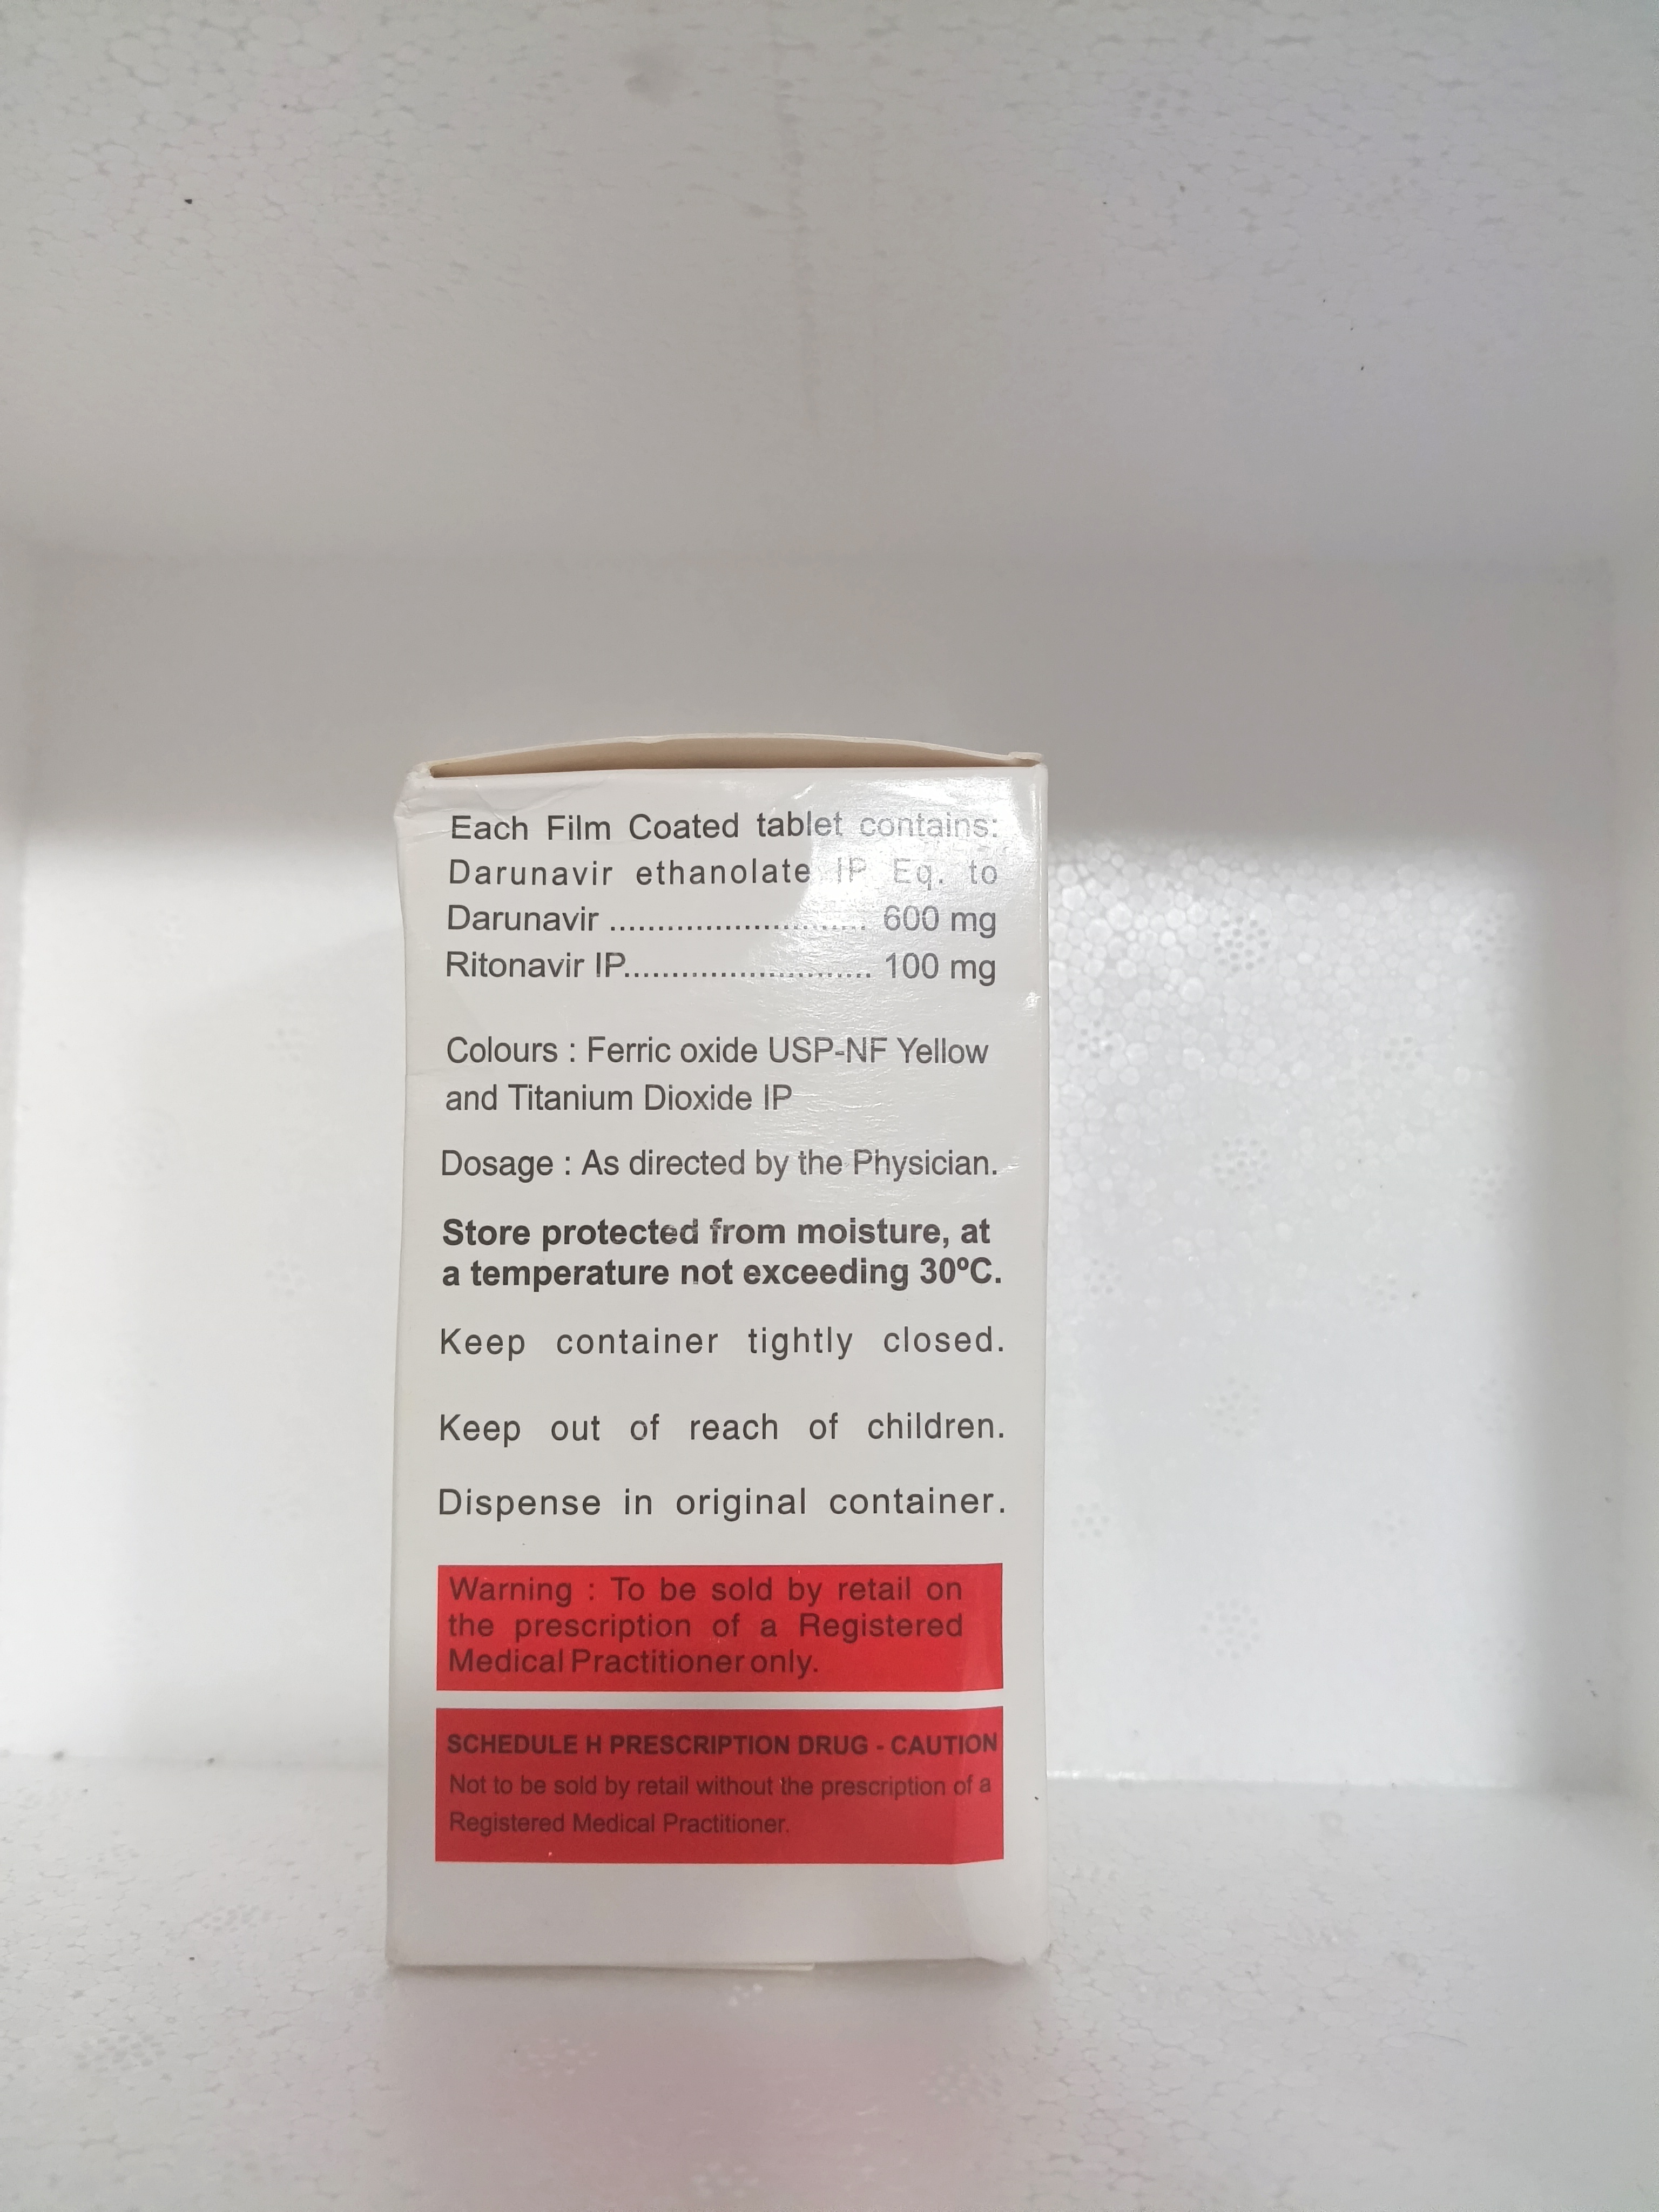 Each Film Coated tablet contains:
Darunavir ethanolate IP Eq. to
Darunavir ........................... 600 mg
Ritonavir IP.......................... 100 mg
Colours : Ferric oxide USP-NF Yellow
and Titanium Dioxide IP
Dosage : As directed by the Physician.
Store protected from moisture, at
a temperature not exceeding 30ºC.
Keep container tightly closed.
Keep out of reach of children.
Dispense in original container.
Warning : To be sold by retail on
the prescription of a Registered
Medical Practitioner only.
SCHEDULE H PRESCRIPTION DRUG - CAUTION
Not to be sold by retail without the prescription of a
Registered Medical Practitioner.